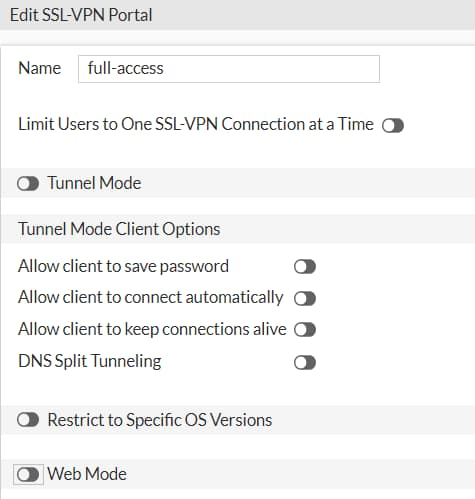 Edit SSL-VPN Portal
Name full-access
Limit Users to One SSL-VPN Connection at a Time
Tunnel Mode
Tunnel Mode Client Options
Allow client to save password
Allow client to connect automatically
Allow client to keep connections alive
DNS Split Tunneling
Restrict to Specific OS Versions
Web Mode